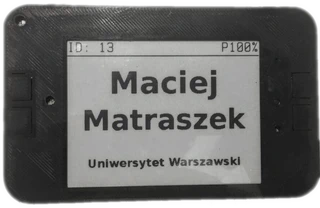 ID: 13 P100%
Maciej
Matraszek
Uniwersytet Warszawski